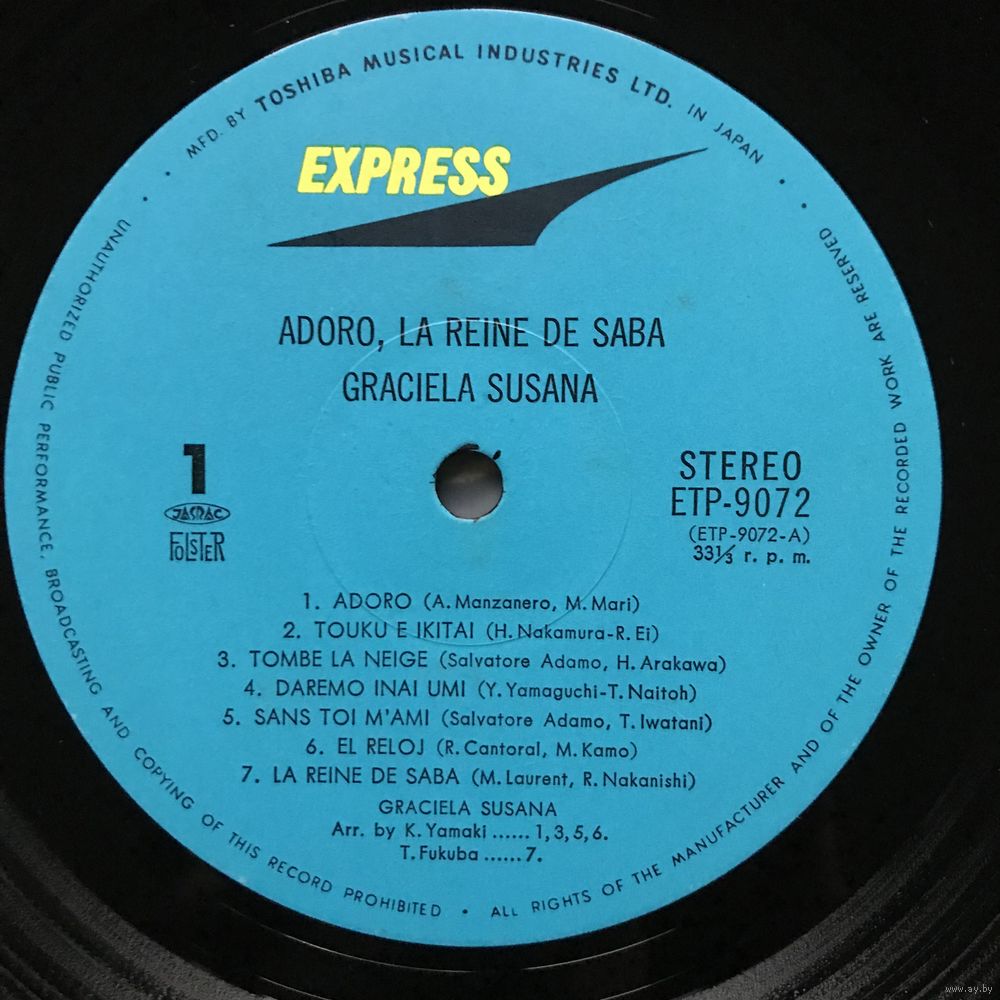 MFD. BY TOSHIBA MUSICAL INDUSTRIES LTD. IN JAPAN
EXPRESS
ADORO, LA REINE DE SABA
GRACIELA SUSANA
1
JASRAC
FOLSTER
STEREO
ETP-9072
(ETP-9072-A)
33⅓ r. p. m.
1. ADORO (A. Manzanero, M. Mari)
2. TOUKU E IKITAI (H. Nakamura-R. Ei)
3. TOMBE LA NEIGE (Salvatore Adamo, H. Arakawa)
4. DAREMO INAI UMI (Y. Yamaguchi-T. Naitoh)
5. SANS TOI M'AMI (Salvatore Adamo, T. Iwatani)
6. EL RELOJ (R. Cantoral, M. Kamo)
7. LA REINE DE SABA (M. Laurent, R. Nakanishi)
GRACIELA SUSANA
Arr. by K. Yamaki ...... 1, 3, 5, 6.
T. Fukuba ...... 7.
UNAUTHORIZED PUBLIC PERFORMANCE, BROADCASTING AND COPYING OF THIS RECORD PROHIBITED • ALL RIGHTS OF THE MANUFACTURER AND OF THE OWNER OF THE RECORDED WORK ARE RESERVED
www.ay.by